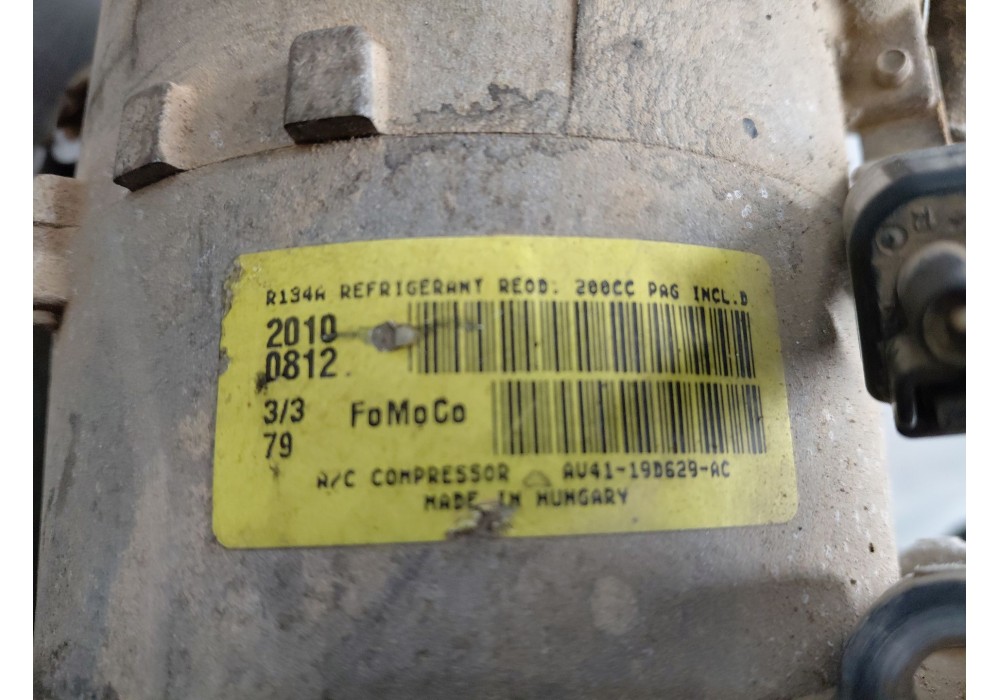 R134A REFRIGERANT REQD. 200CC PAG INCL.D
2010
0812
3/3 FoMoCo
79
A/C COMPRESSOR AV41-19D629-AC
MADE IN HUNGARY